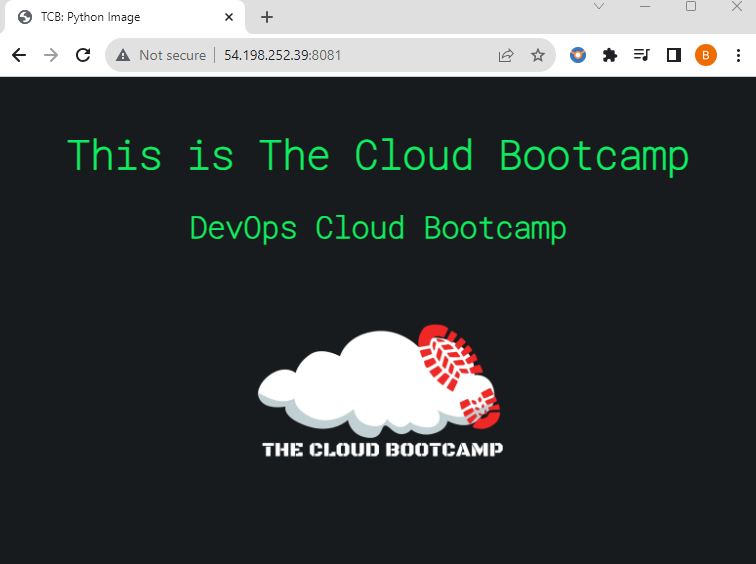 TCB: Python Image
Not secure
54.198.252.39:8081
B
This is The Cloud Bootcamp
DevOps Cloud Bootcamp
THE CLOUD BOOTCAMP